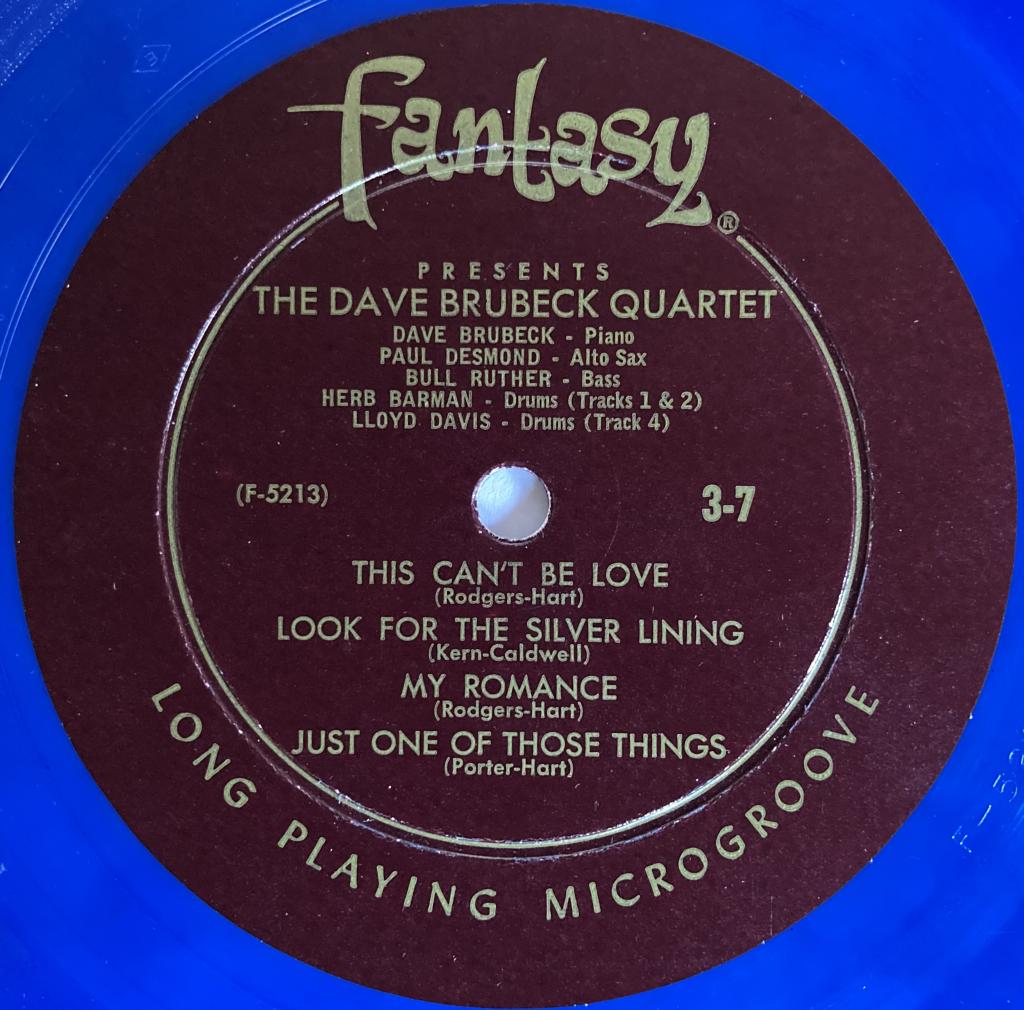 fantasy®
PRESENTS
THE DAVE BRUBECK QUARTET
DAVE BRUBECK - Piano
PAUL DESMOND - Alto Sax
BULL RUTHER - Bass
HERB BARMAN - Drums (Tracks 1 & 2)
LLOYD DAVIS - Drums (Track 4)
(F-5213)
3-7
THIS CAN'T BE LOVE
(Rodgers-Hart)
LOOK FOR THE SILVER LINING
(Kern-Caldwell)
MY ROMANCE
(Rodgers-Hart)
JUST ONE OF THOSE THINGS
(Porter-Hart)
LONG PLAYING MICROGROOVE